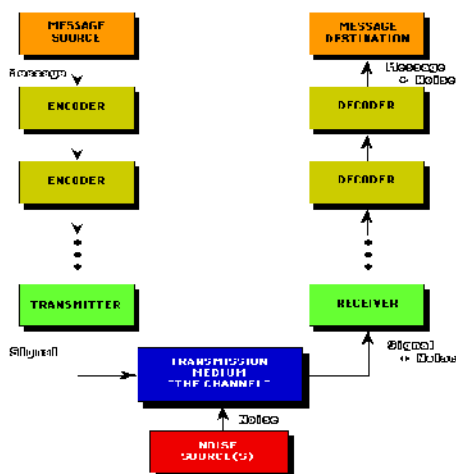 MESSAGE
SOURCE
Message
ENCODER
ENCODER
TRANSMITTER
Signal
TRANSMISSION
MEDIUM
"THE CHANNEL"
Noise
NOISE
SOURCE(S)
MESSAGE
DESTINATION
Message
+ Noise
DECODER
DECODER
RECEIVER
Signal
+ Noise